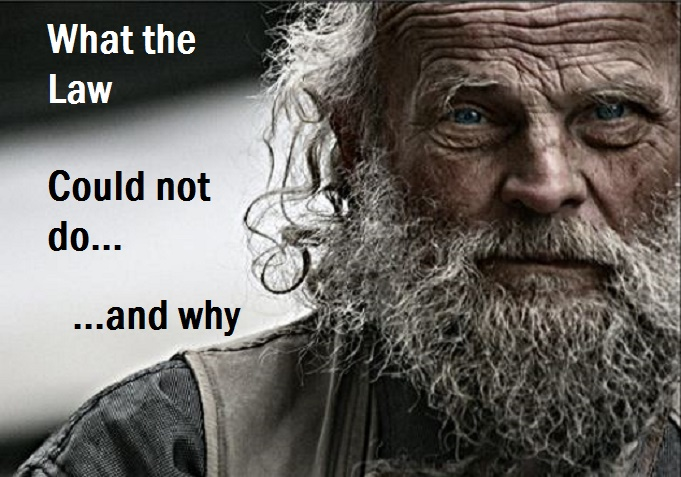 What the
Law
Could not
do...
...and why